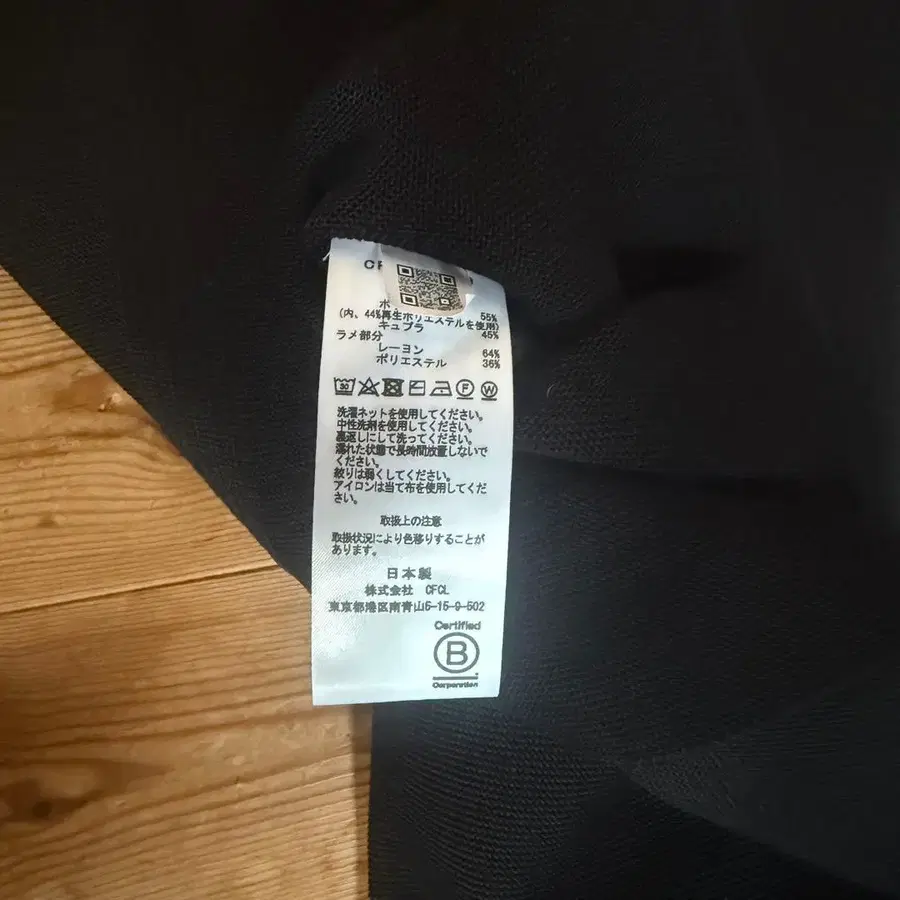 55%
(内、44%再生ポリエステルを使用)
キュプラ 45%
ラメ部分
レーヨン 64%
ポリエステル 36%
30
F W
洗濯ネットを使用してください。
中性洗剤を使用してください。
裏返しにして洗ってください。
濡れた状態で長時間放置しないで
ください。
絞りは弱くしてください。
アイロンは当て布を使用してくだ
さい。
取扱上の注意
取扱状況により色移りすることが
あります。
日本製
株式会社 CFCL
東京都港区南青山5-15-9-502
Certified
B
Corporation